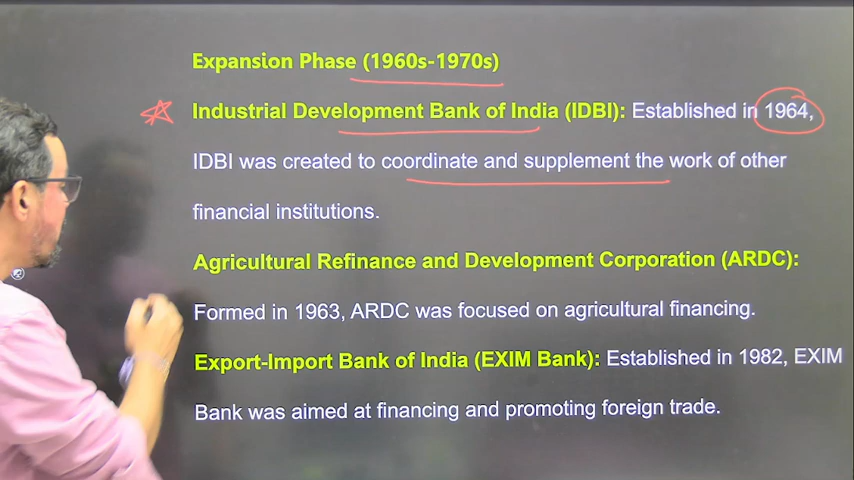 Expansion Phase (1960s-1970s)
Industrial Development Bank of India (IDBI): Established in 1964,
IDBI was created to coordinate and supplement the work of other
financial institutions.
Agricultural Refinance and Development Corporation (ARDC):
Formed in 1963, ARDC was focused on agricultural financing.
Export-Import Bank of India (EXIM Bank): Established in 1982, EXIM
Bank was aimed at financing and promoting foreign trade.